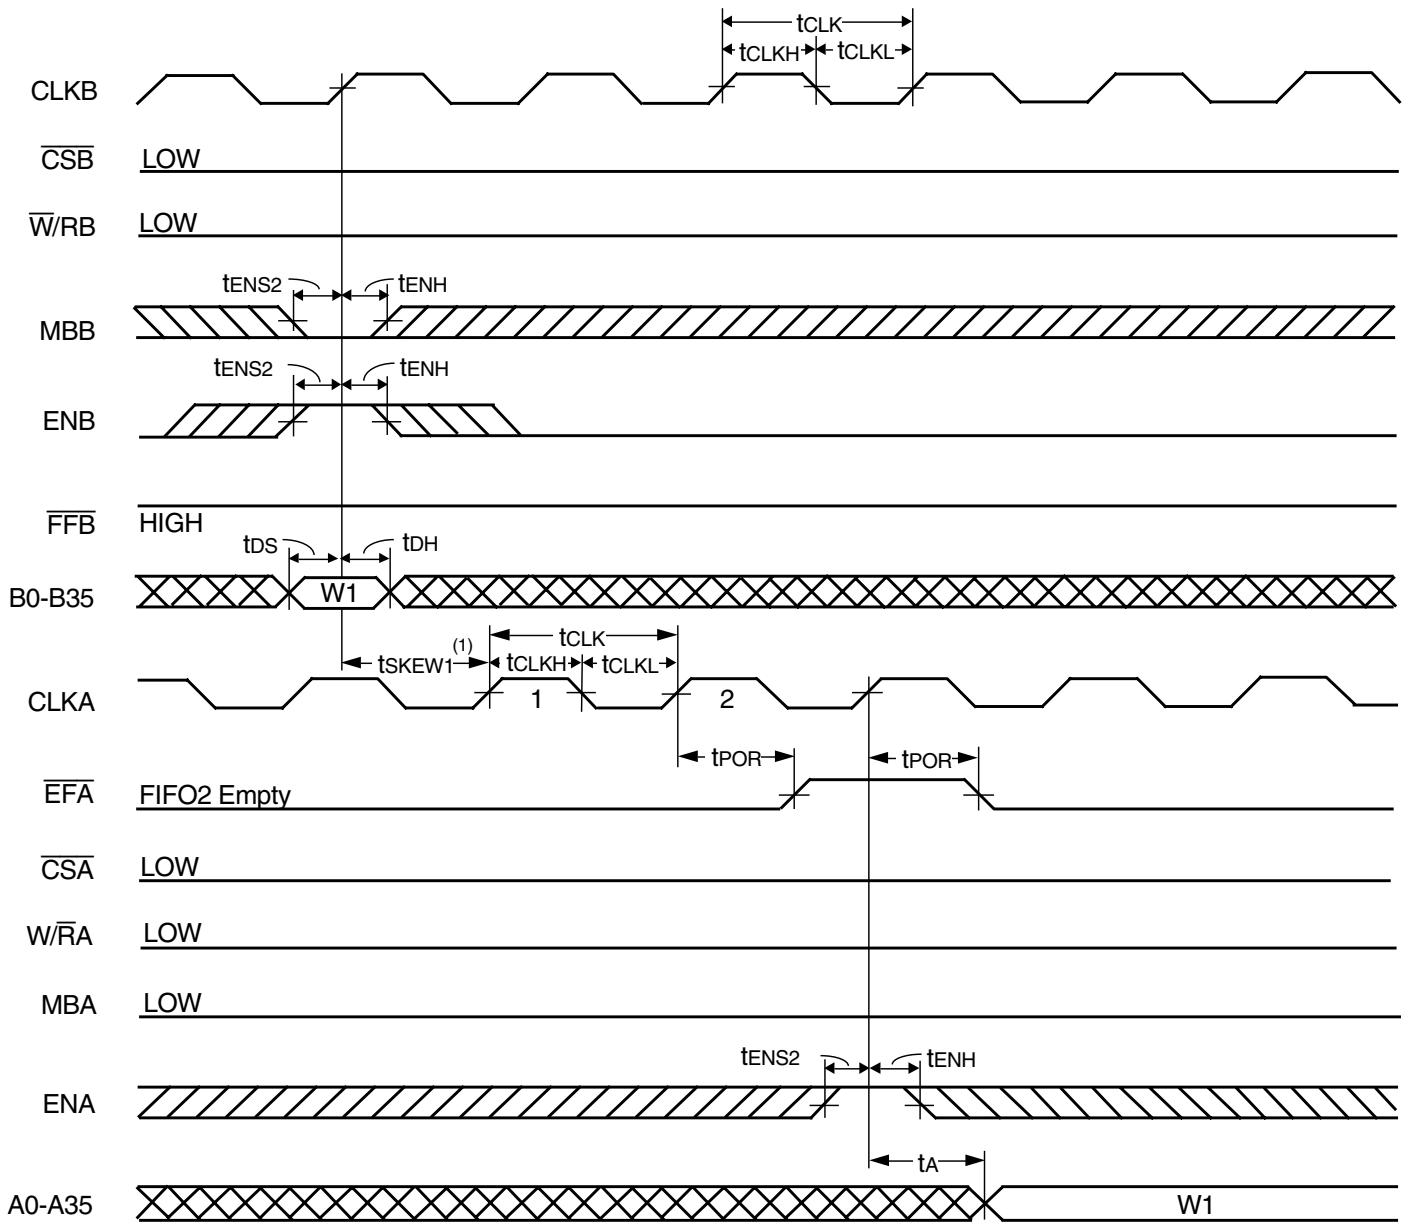 tCLK
tCLKH tCLKL
CLKB
CSB LOW
W/RB LOW
tENS2 tENH
MBB
tENS2 tENH
ENB
FFB HIGH
tDS tDH
B0-B35 W1
tSKEW1(1) tCLK
tCLKH tCLKL
CLKA 1 2
tPOR tPOR
EFA FIFO2 Empty
CSA LOW
W/RA LOW
MBA LOW
tENS2 tENH
ENA
tA
A0-A35 W1